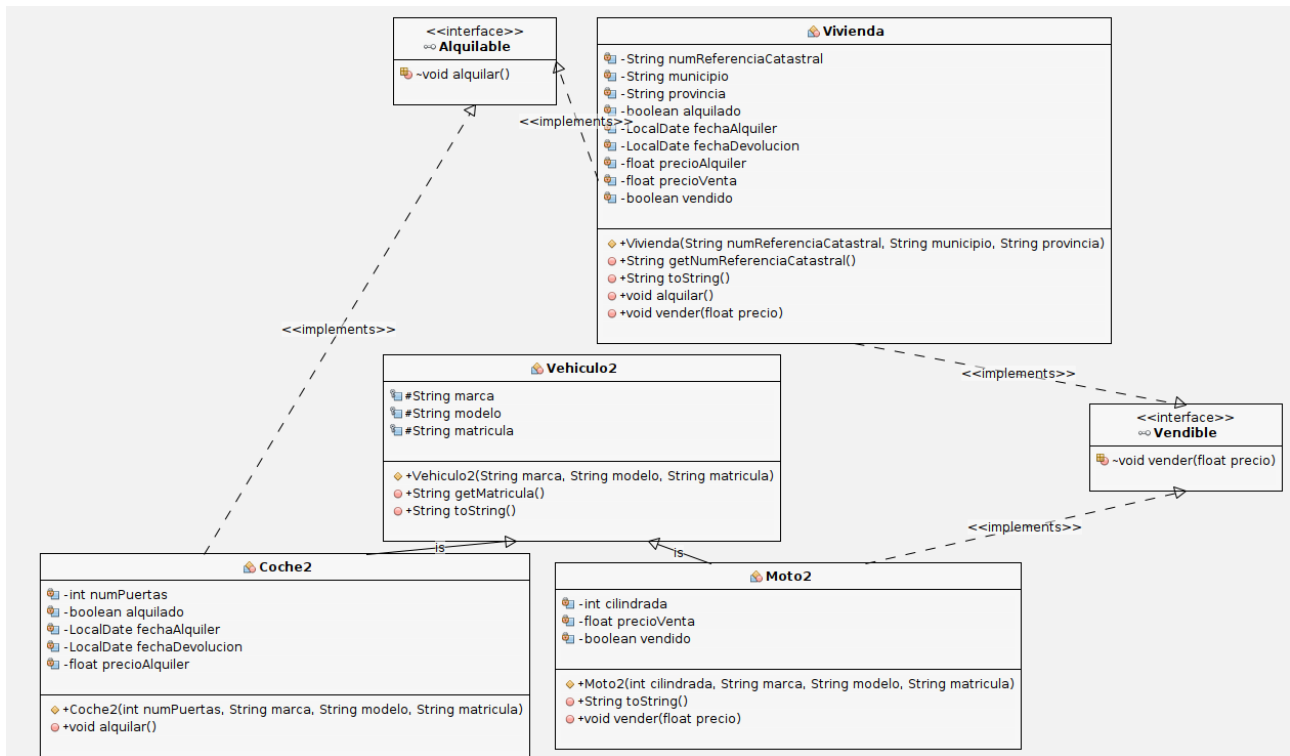 <<interface>>
Alquilable
~void alquilar()
Vivienda
-String numReferenciaCatastral
-String municipio
-String provincia
-boolean alquilado
-LocalDate fechaAlquiler
-LocalDate fechaDevolucion
-float precioAlquiler
-float precioVenta
-boolean vendido
+Vivienda(String numReferenciaCatastral, String municipio, String provincia)
+String getNumReferenciaCatastral()
+String toString()
+void alquilar()
+void vender(float precio)
<<implements>>
<<implements>>
<<implements>>
Vehiculo2
#String marca
#String modelo
#String matricula
+Vehiculo2(String marca, String modelo, String matricula)
+String getMatricula()
+String toString()
<<interface>>
Vendible
~void vender(float precio)
<<implements>>
is
is
Coche2
-int numPuertas
-boolean alquilado
-LocalDate fechaAlquiler
-LocalDate fechaDevolucion
-float precioAlquiler
+Coche2(int numPuertas, String marca, String modelo, String matricula)
+void alquilar()
Moto2
-int cilindrada
-float precioVenta
-boolean vendido
+Moto2(int cilindrada, String marca, String modelo, String matricula)
+String toString()
+void vender(float precio)